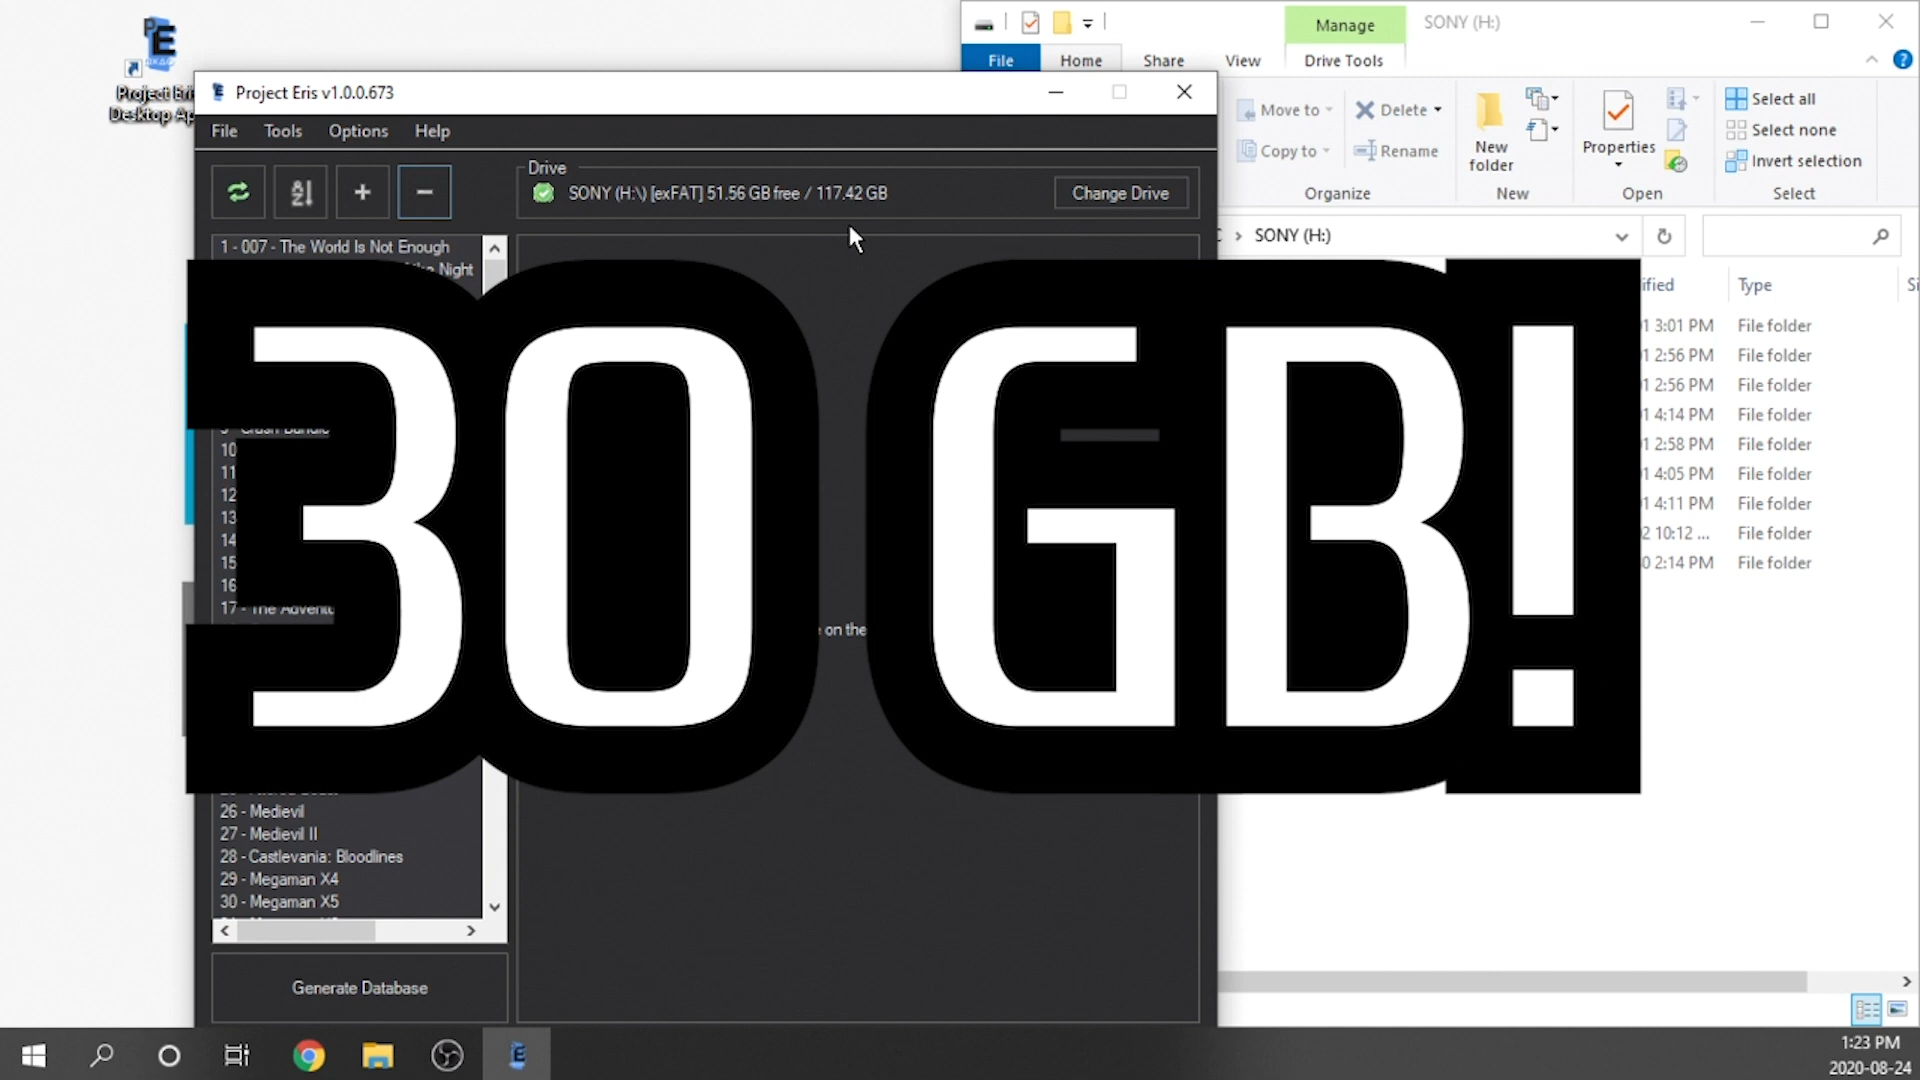 Project Eris v1.0.0.673
File Tools Options Help
Drive
SONY (H:\) [exFAT] 51.56 GB free / 117.42 GB
Change Drive
1 - 007 - The World Is Not Enough
Night
30 GB!
10
11
12
13
14
15
16
17 - The Adventu
e on the
26 - Medievil
27 - Medievil II
28 - Castlevania: Bloodlines
29 - Megaman X4
30 - Megaman X5
Generate Database
Manage
SONY (H:)
File Home Share View Drive Tools
Move to
Copy to
Delete
Rename
Organize
New folder
New
Properties
Open
Select all
Select none
Invert selection
Select
SONY (H:)
ified Type Si
1 3:01 PM File folder
1 2:56 PM File folder
1 2:56 PM File folder
1 4:14 PM File folder
1 2:58 PM File folder
1 4:05 PM File folder
1 4:11 PM File folder
2 10:12 ... File folder
0 2:14 PM File folder
1:23 PM
2020-08-24